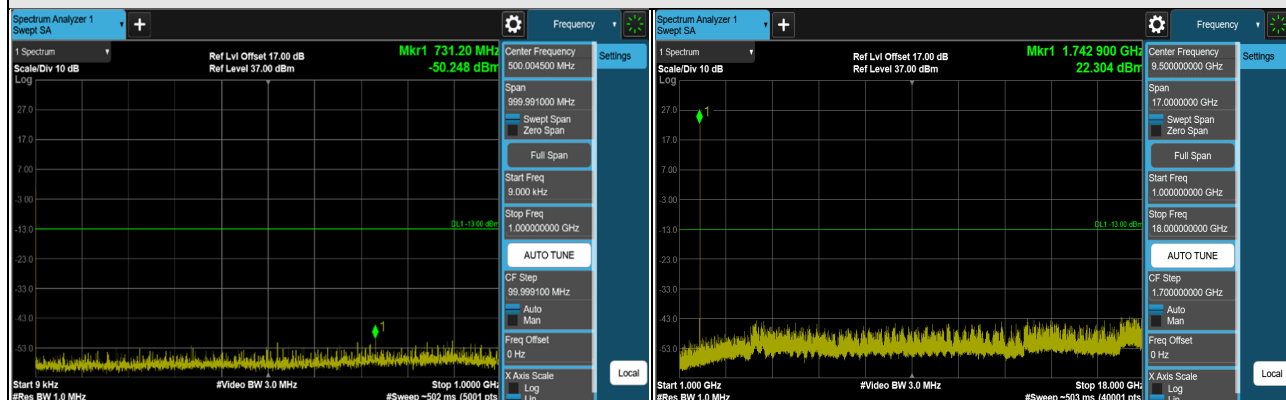 Spectrum Analyzer 1
Swept SA
+
Frequency
1 Spectrum
Scale/Div 10 dB
Log
Ref Lvl Offset 17.00 dB
Ref Level 37.00 dBm
Mkr1 731.20 MHz
-50.248 dBm
27.0
17.0
7.00
-3.00
-13.0
-23.0
-33.0
-43.0
-53.0
DL1 -13.00 dBm
1
Start 9 kHz
#Res BW 1.0 MHz
#Video BW 3.0 MHz
Stop 1.0000 GHz
#Sweep ~502 ms (5001 pts
Center Frequency
500.004500 MHz
Span
999.991000 MHz
Swept Span
Zero Span
Full Span
Start Freq
9.000 kHz
Stop Freq
1.000000000 GHz
AUTO TUNE
CF Step
99.999100 MHz
Auto
Man
Freq Offset
0 Hz
X Axis Scale
Log
Lin
Settings
Local
Spectrum Analyzer 1
Swept SA
+
Frequency
1 Spectrum
Scale/Div 10 dB
Log
Ref Lvl Offset 17.00 dB
Ref Level 37.00 dBm
Mkr1 1.742 900 GHz
22.304 dBm
27.0
17.0
7.00
-3.00
-13.0
-23.0
-33.0
-43.0
-53.0
DL1 -13.00 dBm
1
Start 1.000 GHz
#Res BW 1.0 MHz
#Video BW 3.0 MHz
Stop 18.000 GHz
#Sweep ~503 ms (40001 pts
Center Frequency
9.500000000 GHz
Span
17.0000000 GHz
Swept Span
Zero Span
Full Span
Start Freq
1.000000000 GHz
Stop Freq
18.000000000 GHz
AUTO TUNE
CF Step
1.700000000 GHz
Auto
Man
Freq Offset
0 Hz
X Axis Scale
Log
Lin
Settings
Local